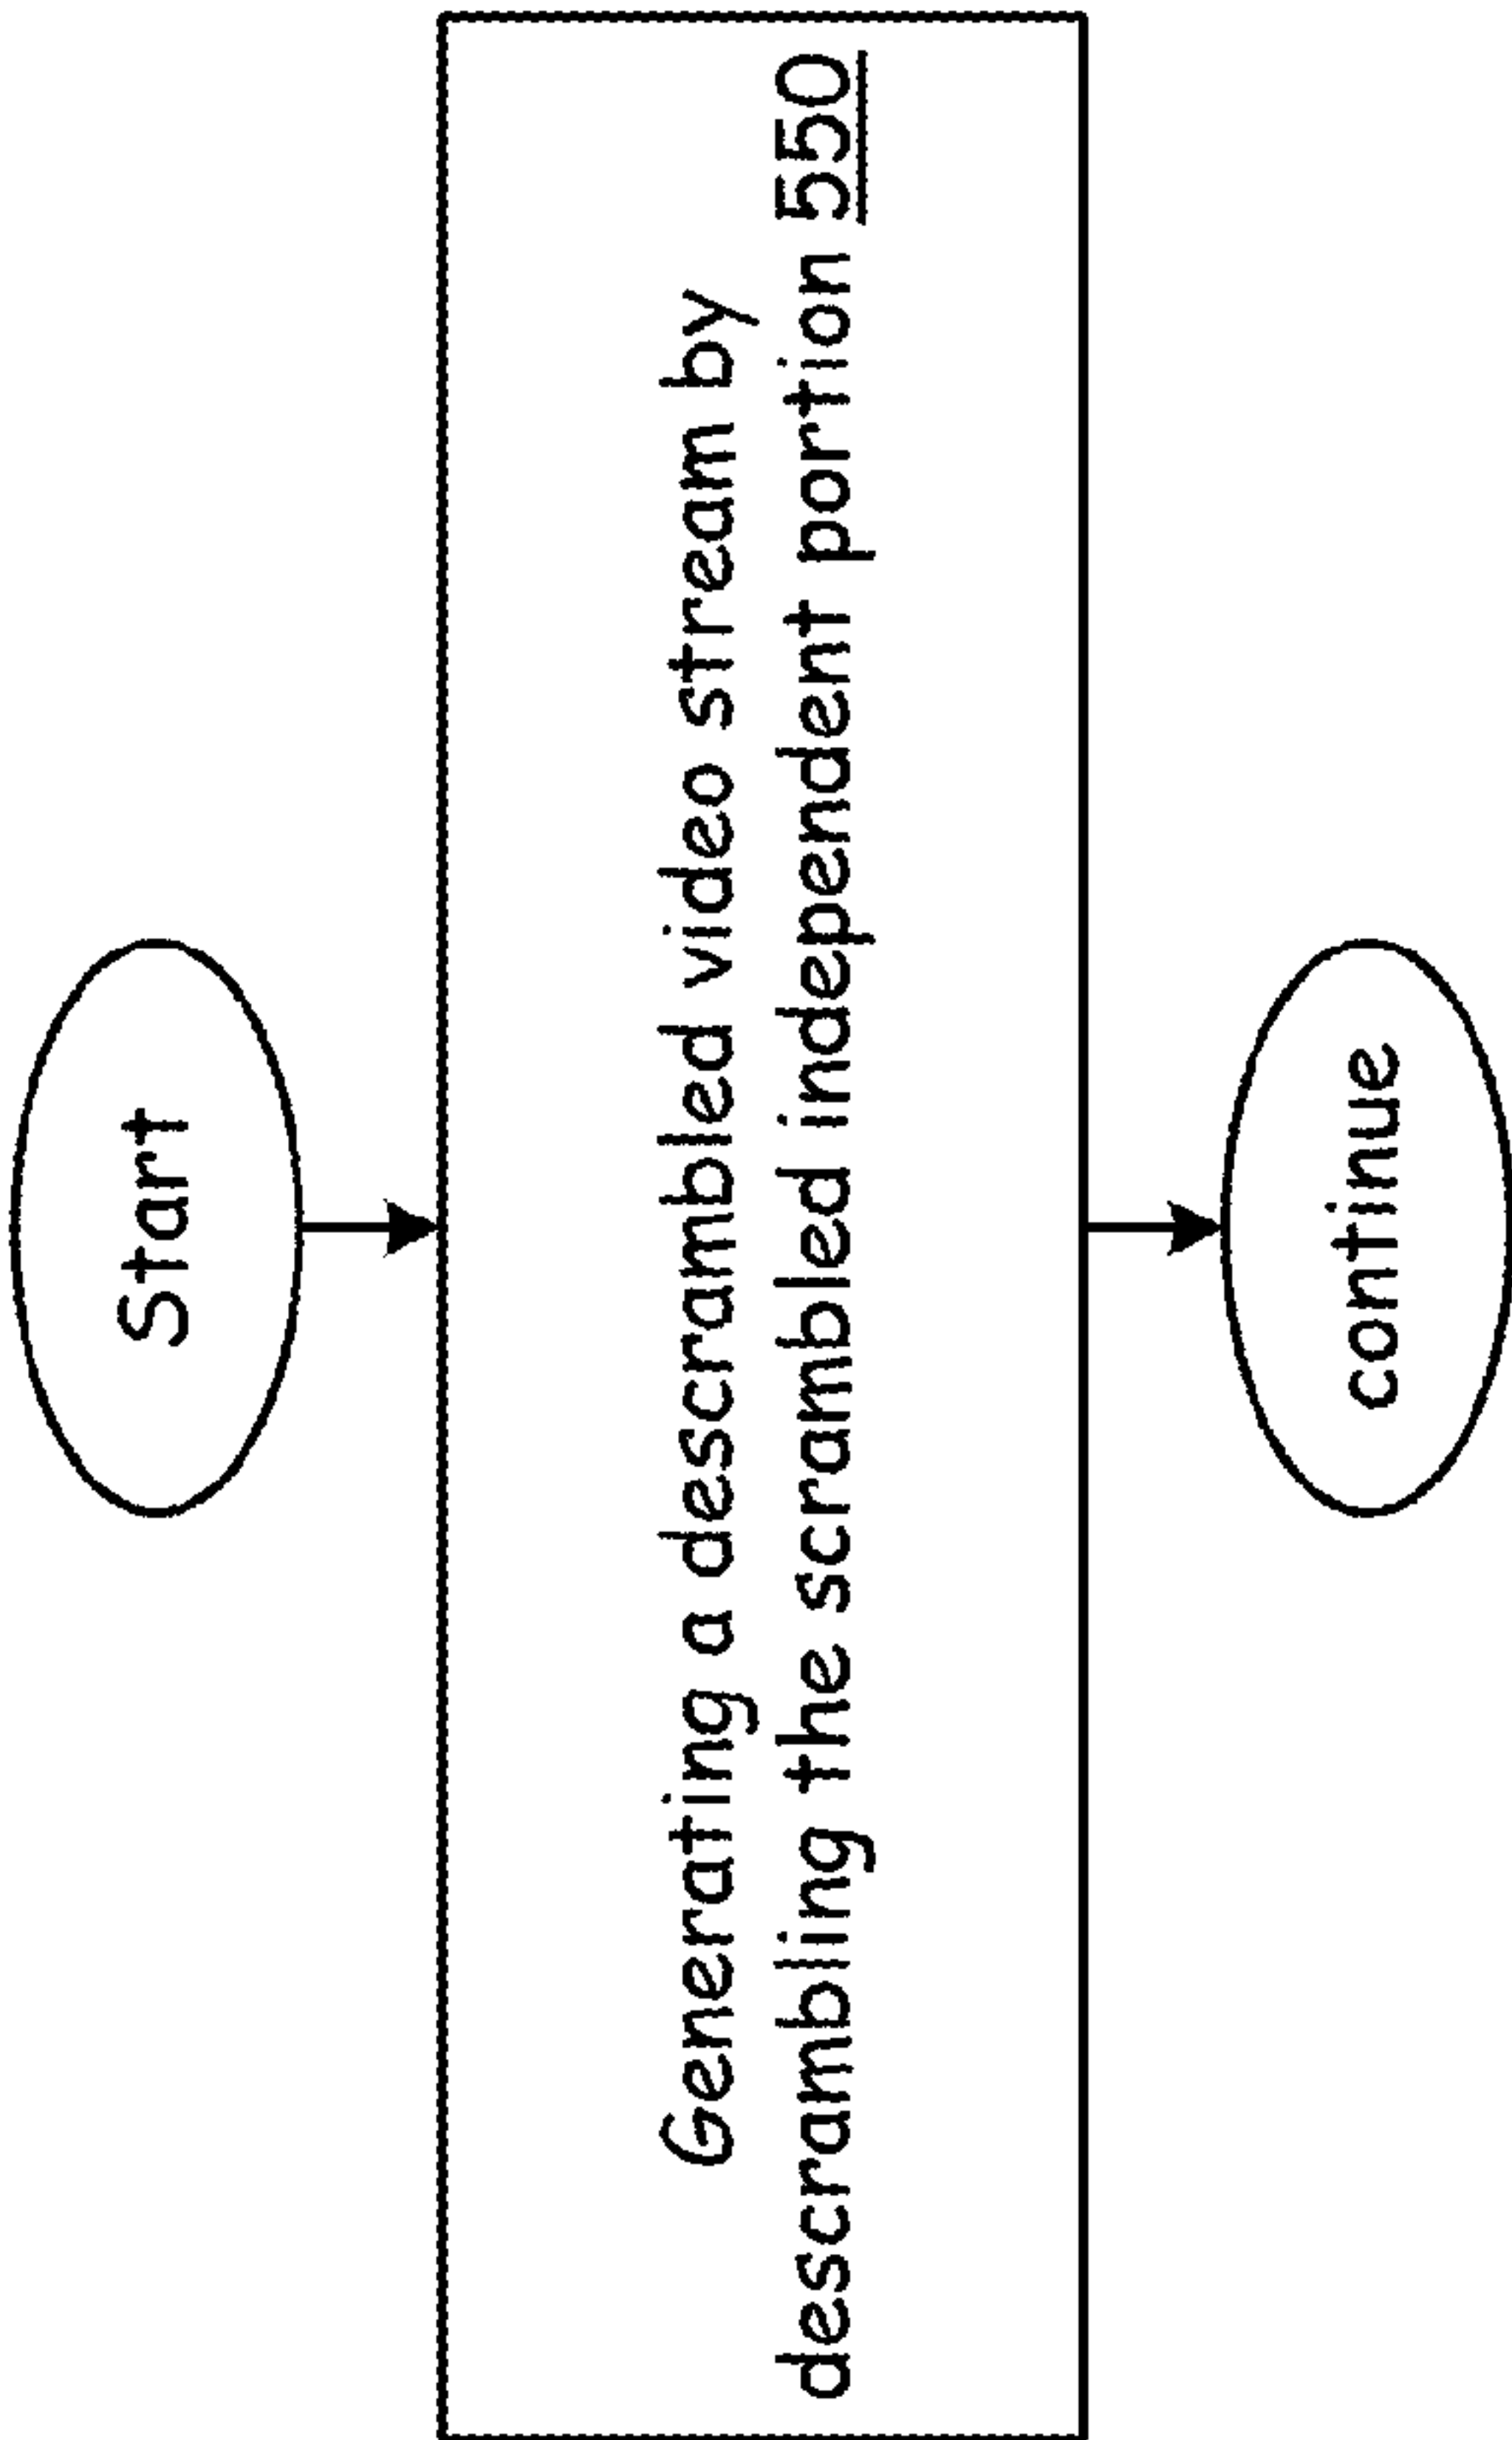 Start
Generating a descrambled video stream by
descrambling the scrambled independent portion 550
continue